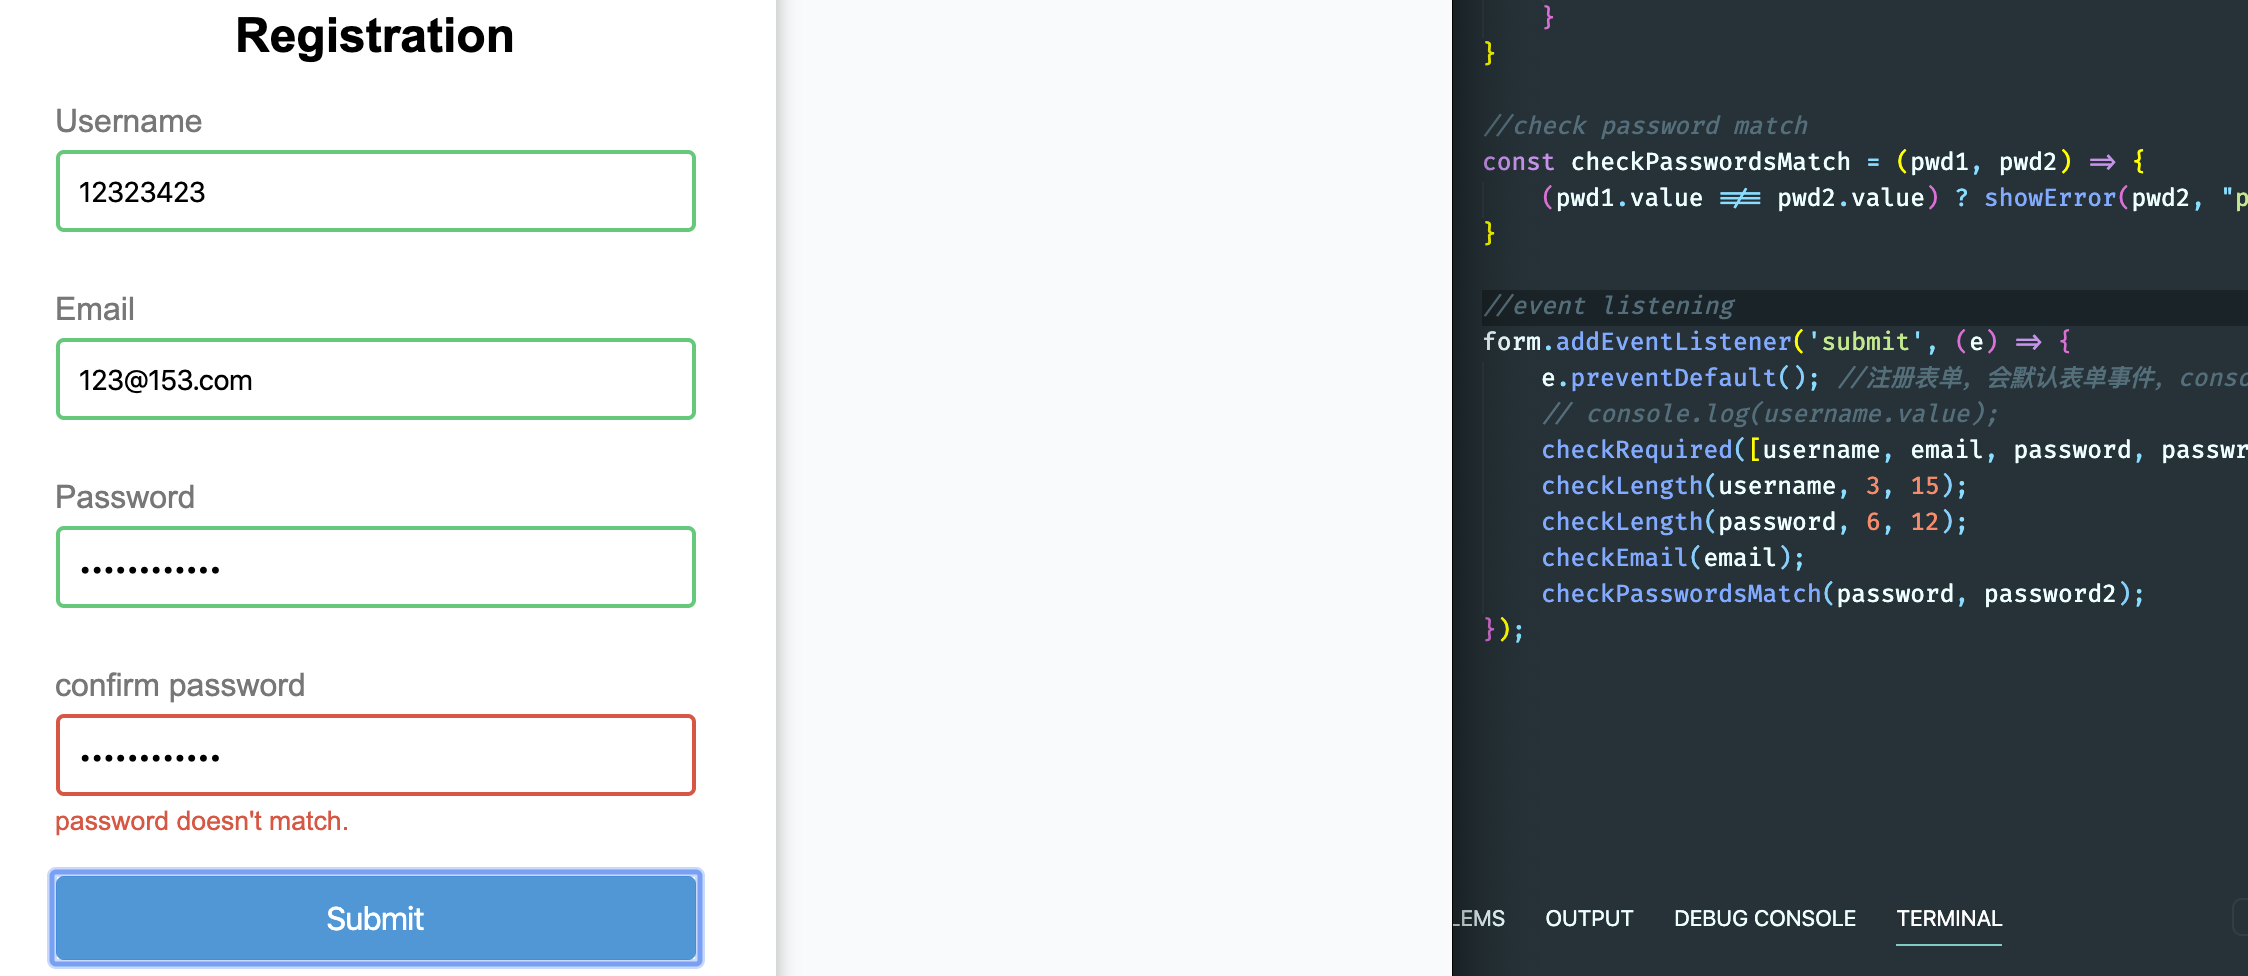 Registration
Username
12323423
Email
123@153.com
Password
••••••••••••
confirm password
••••••••••••
password doesn't match.
Submit
}
}
//check password match
const checkPasswordsMatch = (pwd1, pwd2) => {
(pwd1.value !== pwd2.value) ? showError(pwd2, "p
}
//event listening
form.addEventListener('submit', (e) => {
e.preventDefault(); //注册表单，会默认表单事件，conso
// console.log(username.value);
checkRequired([username, email, password, passwr
checkLength(username, 3, 15);
checkLength(password, 6, 12);
checkEmail(email);
checkPasswordsMatch(password, password2);
});
LEMS OUTPUT DEBUG CONSOLE TERMINAL